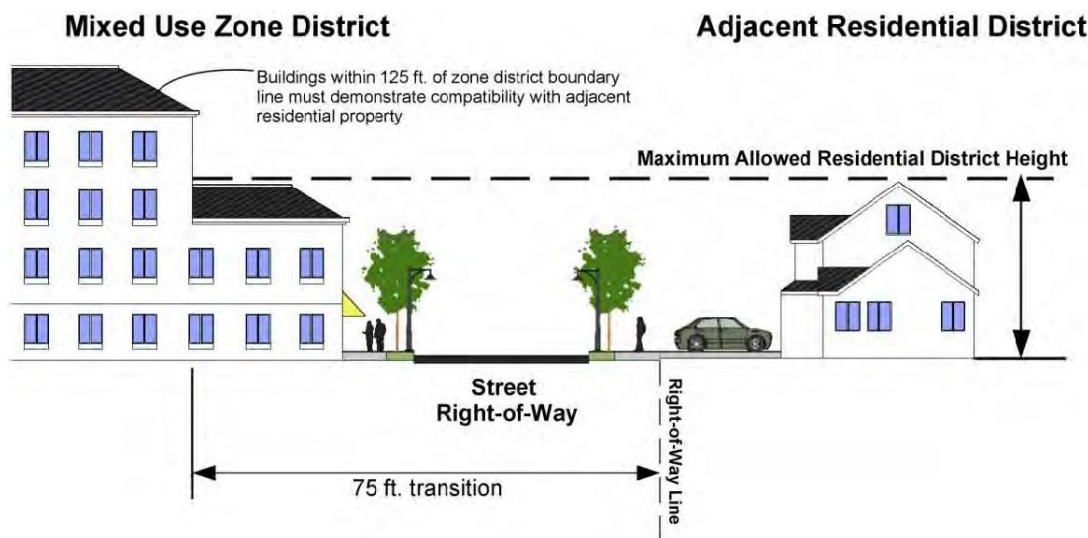 Mixed Use Zone District
Adjacent Residential District
Buildings within 125 ft. of zone district boundary
line must demonstrate compatibility with adjacent
residential property
Maximum Allowed Residential District Height
Street
Right-of-Way
Right-of-Way Line
75 ft. transition